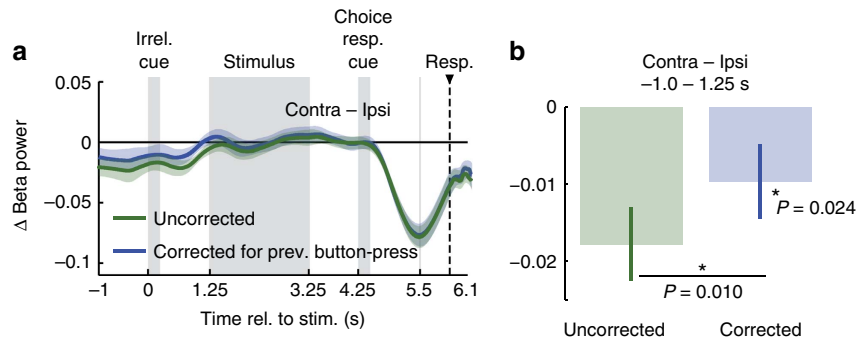 a
Irrel.
cue
Stimulus
Choice
resp.
cue
Resp.
0.05
0
−0.05
−0.1
Δ Beta power
Contra – Ipsi
Uncorrected
Corrected for prev. button-press
−1 0 1.25 3.25 4.25 5.5 6.1
Time rel. to stim. (s)
b
Contra – Ipsi
−1.0 – 1.25 s
0
−0.01
−0.02
*
P = 0.024
*
P = 0.010
Uncorrected Corrected